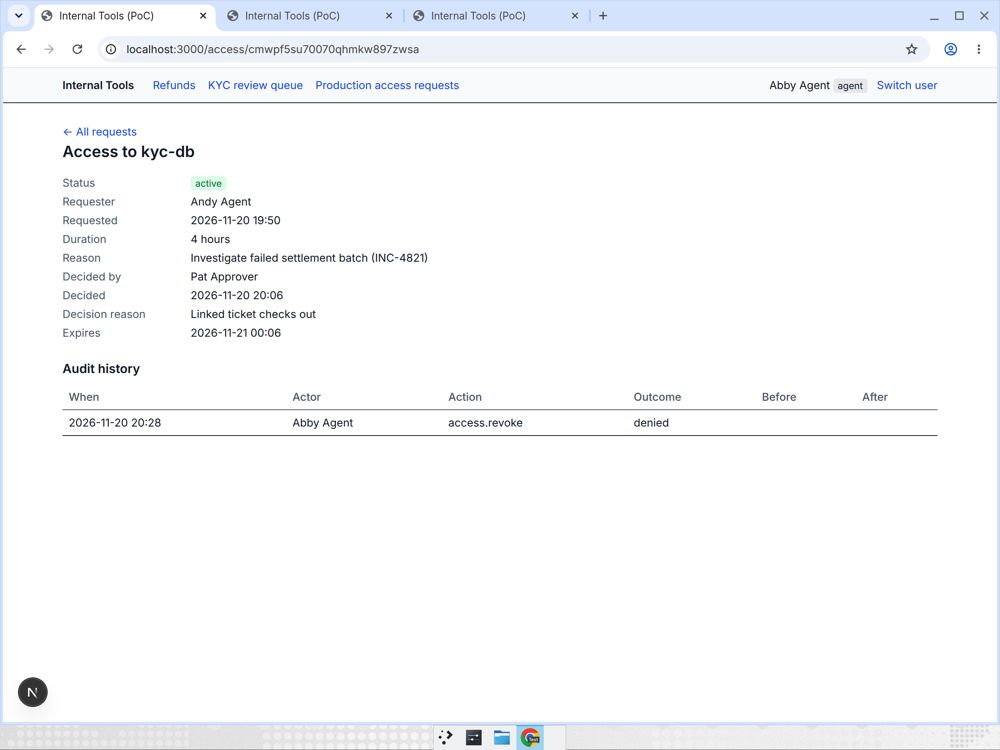 Internal Tools (PoC)
Internal Tools (PoC)
Internal Tools (PoC)
localhost:3000/access/cmwpf5su70070qhmkw897zwsa
Internal Tools Refunds KYC review queue Production access requests Abby Agent agent Switch user
← All requests
Access to kyc-db
Status active
Requester Andy Agent
Requested 2026-11-20 19:50
Duration 4 hours
Reason Investigate failed settlement batch (INC-4821)
Decided by Pat Approver
Decided 2026-11-20 20:06
Decision reason Linked ticket checks out
Expires 2026-11-21 00:06
Audit history
When Actor Action Outcome Before After
2026-11-20 20:28 Abby Agent access.revoke denied
N